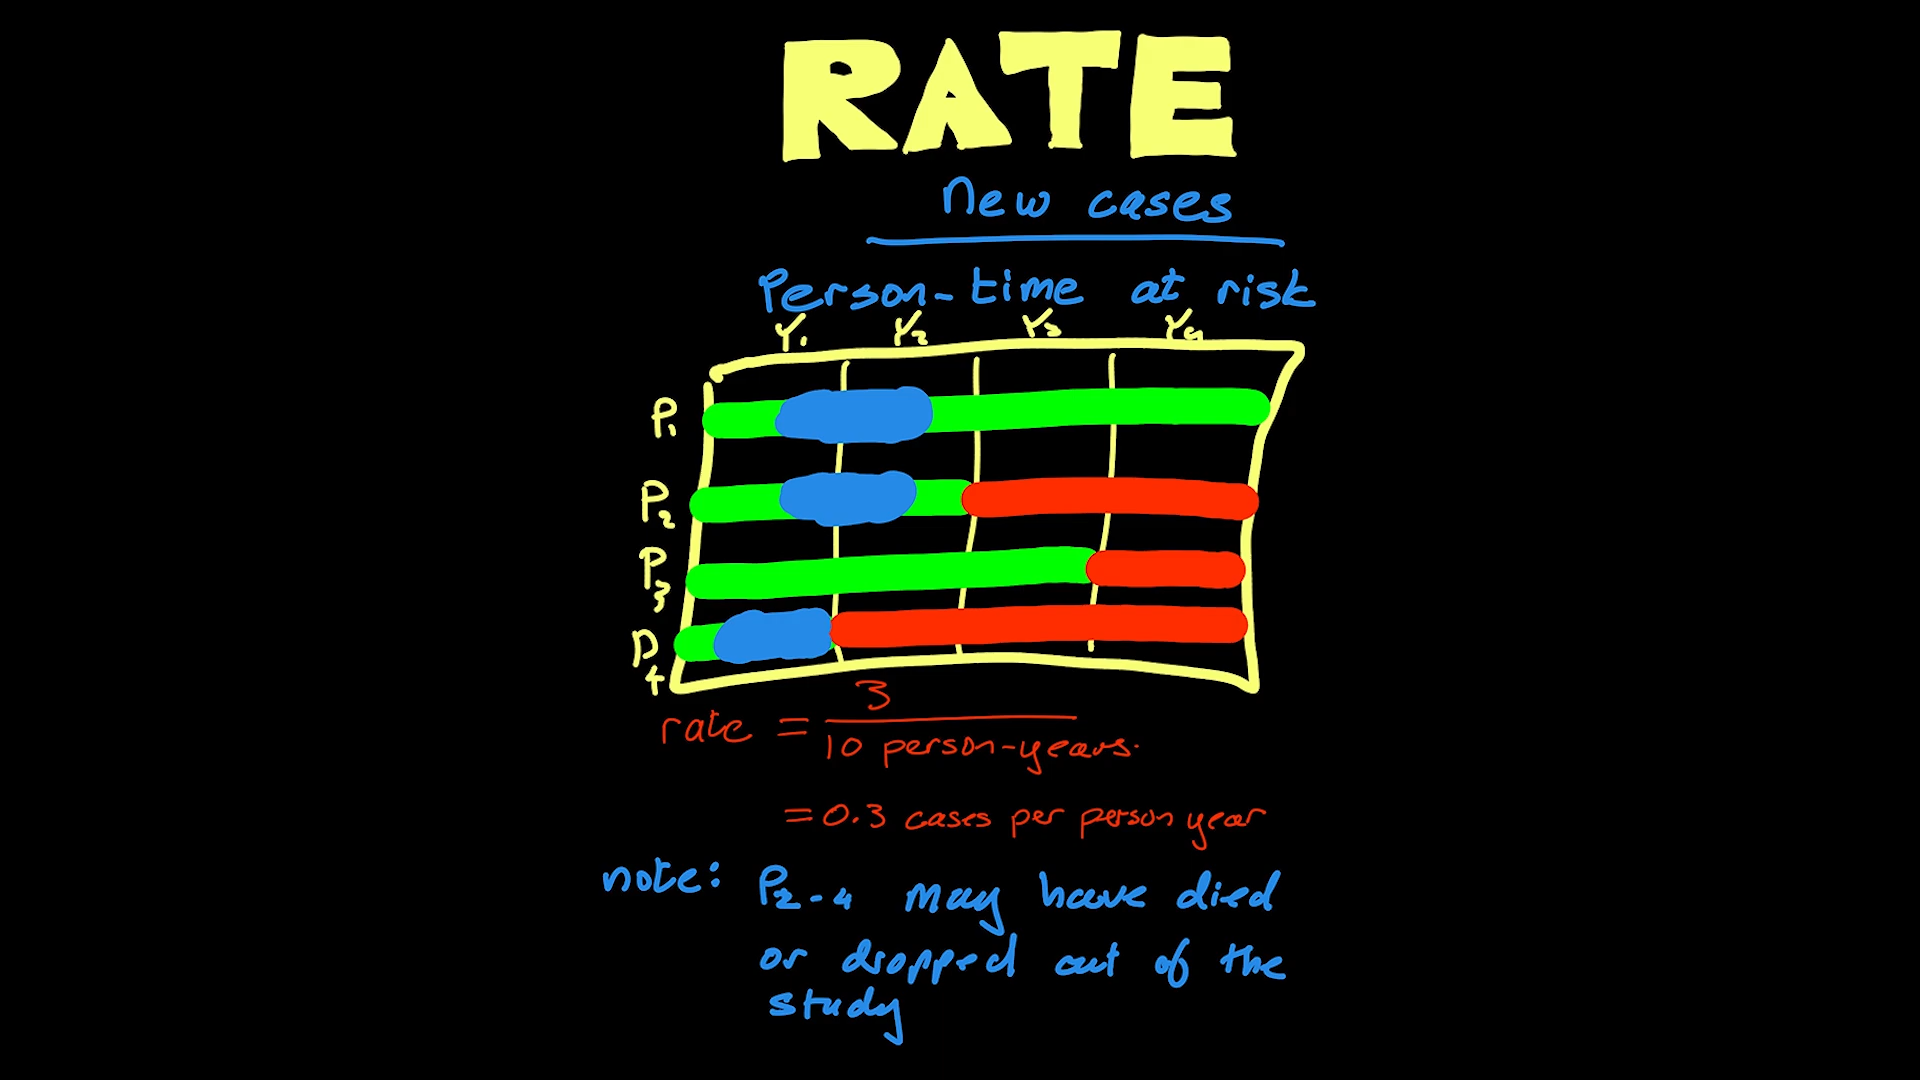 RATE
New cases
Person-time at risk
Y1 Y2 Y3 Y4
P1
P2
P3
P4
rate = 3
10 person-years.
= 0.3 cases per person year
note: P2-4 may have died
or dropped out of the
study